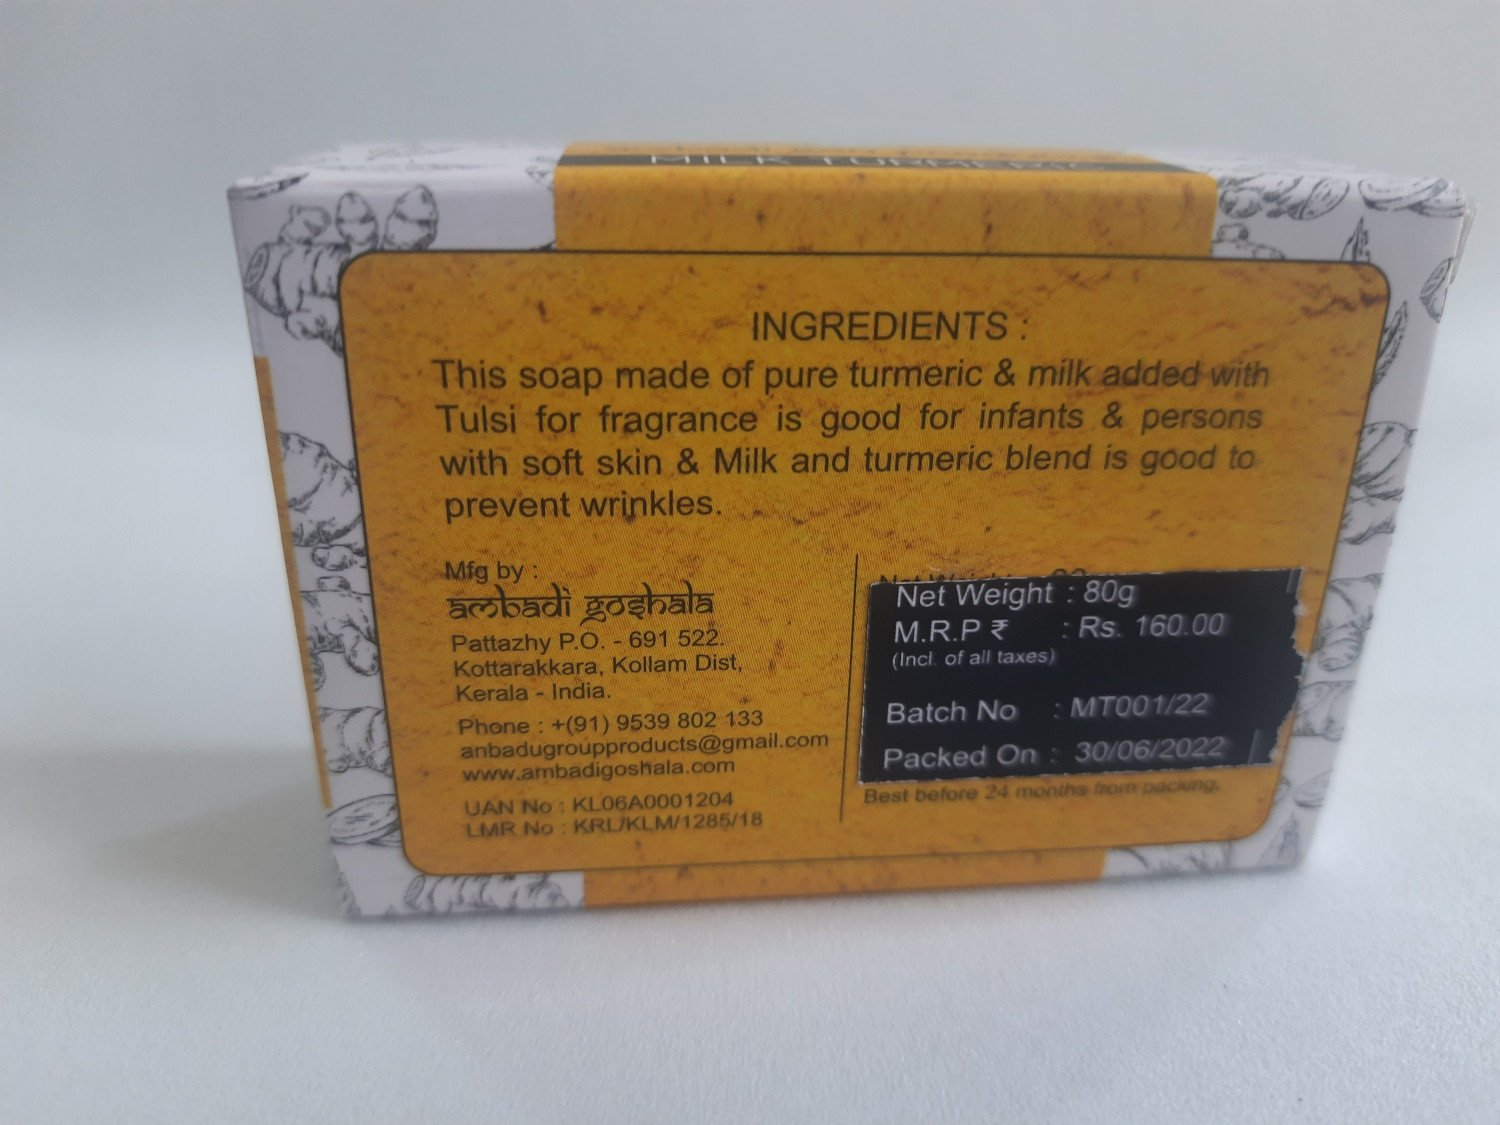 MILK TURMERIC
INGREDIENTS :
This soap made of pure turmeric & milk added with
Tulsi for fragrance is good for infants & persons
with soft skin & Milk and turmeric blend is good to
prevent wrinkles.
Mfg by :
ambadi goshala
Pattazhy P.O. - 691 522.
Kottarakkara, Kollam Dist,
Kerala - India.
Phone : +(91) 9539 802 133
anbadugroupproducts@gmail.com
www.ambadigoshala.com
UAN No : KL06A0001204
LMR No : KRL/KLM/1285/18
Net Weight : 80g
M.R.P ₹ : Rs. 160.00
(Incl. of all taxes)
Batch No : MT001/22
Packed On : 30/06/2022
Best before 24 months from packing.